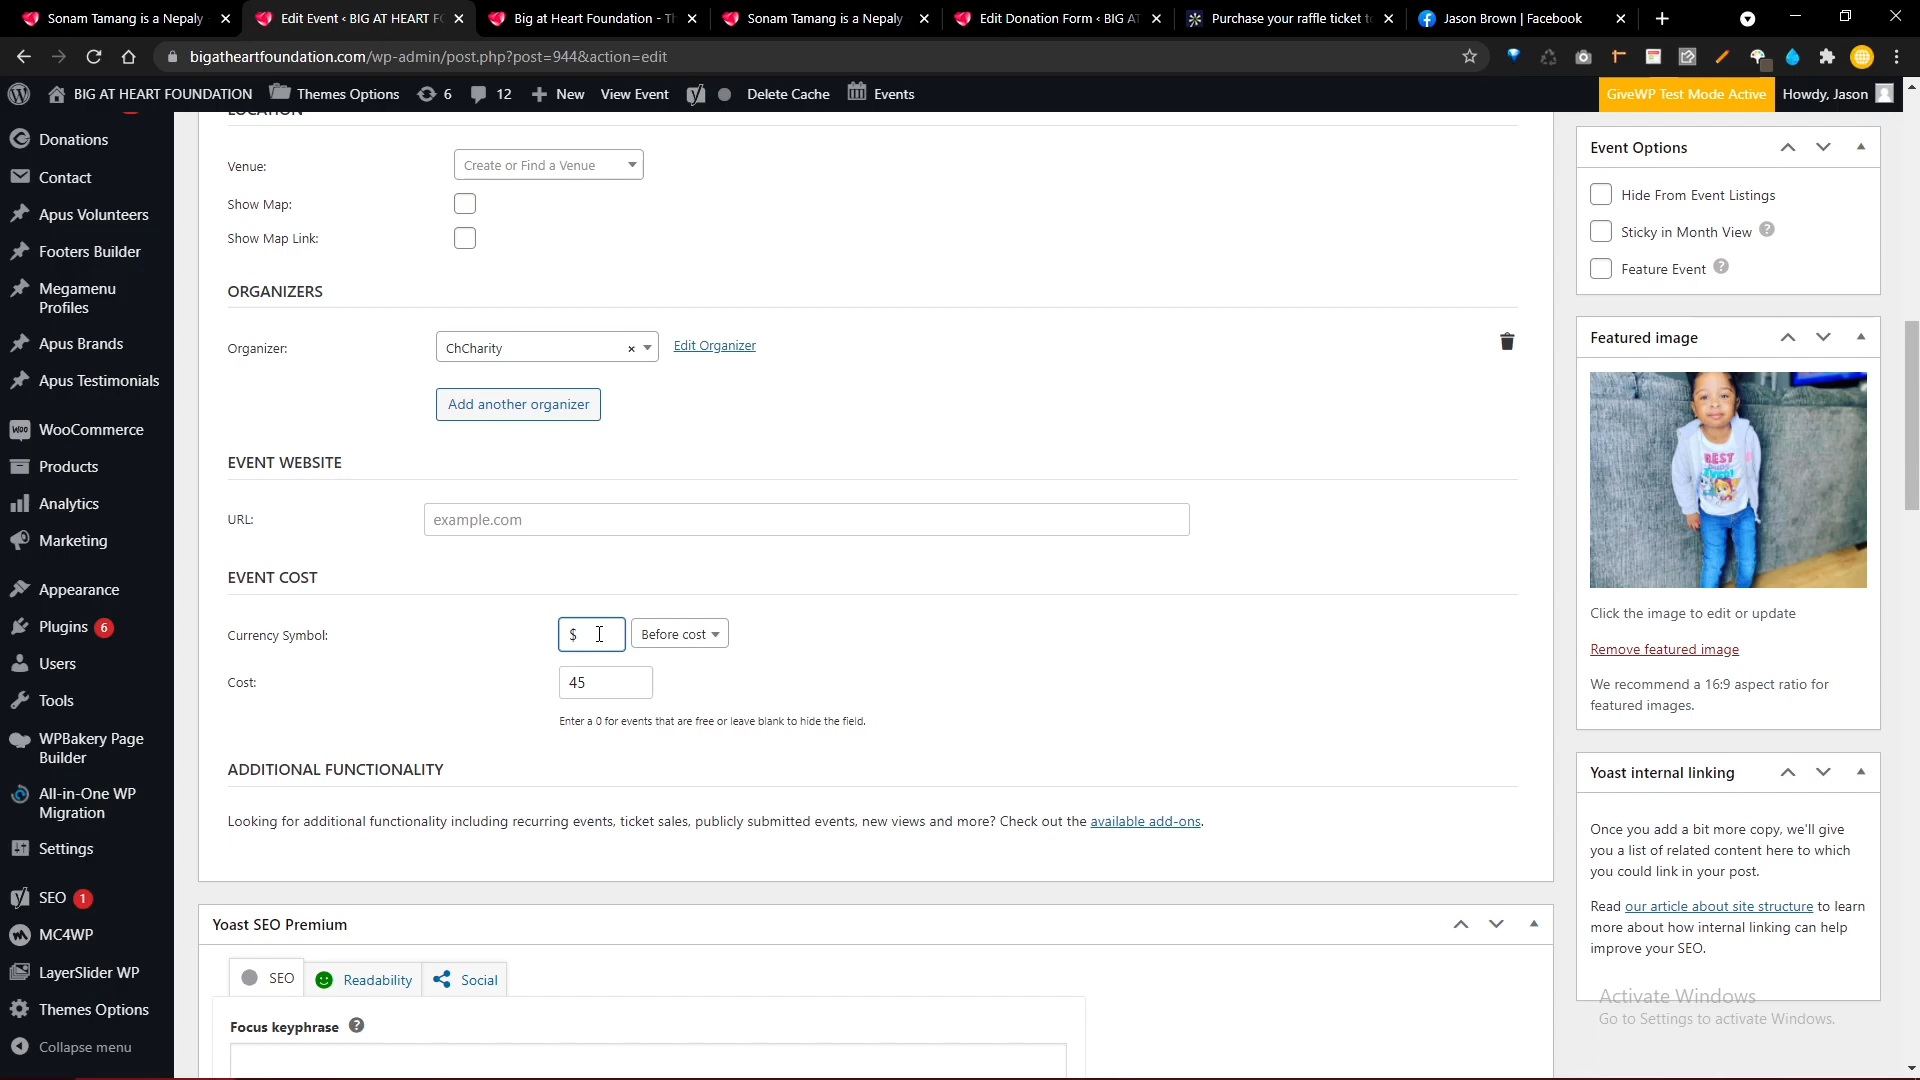 Sonam Tamang is a Nepaly
Edit Event ‹ BIG AT HEART FO
Big at Heart Foundation - Th
Sonam Tamang is a Nepaly
Edit Donation Form ‹ BIG AT
Purchase your raffle ticket to
Jason Brown | Facebook
bigatheartfoundation.com/wp-admin/post.php?post=944&action=edit
BIG AT HEART FOUNDATION
Themes Options
6
12
New
View Event
Delete Cache
Events
GiveWP Test Mode Active
Howdy, Jason
Donations
Contact
Apus Volunteers
Footers Builder
Megamenu
Profiles
Apus Brands
Apus Testimonials
WooCommerce
Products
Analytics
Marketing
Appearance
Plugins 6
Users
Tools
WPBakery Page
Builder
All-in-One WP
Migration
Settings
SEO 1
MC4WP
LayerSlider WP
Themes Options
Collapse menu
LOCATION
Venue:
Create or Find a Venue
Show Map:
Show Map Link:
ORGANIZERS
Organizer:
ChCharity
×
Edit Organizer
Add another organizer
EVENT WEBSITE
URL:
example.com
EVENT COST
Currency Symbol:
$
Before cost
Cost:
45
Enter a 0 for events that are free or leave blank to hide the field.
ADDITIONAL FUNCTIONALITY
Looking for additional functionality including recurring events, ticket sales, publicly submitted events, new views and more? Check out the available add-ons.
Yoast SEO Premium
SEO
Readability
Social
Focus keyphrase
Event Options
Hide From Event Listings
Sticky in Month View
Feature Event
Featured image
BEST
Click the image to edit or update
Remove featured image
We recommend a 16:9 aspect ratio for
featured images.
Yoast internal linking
Once you add a bit more copy, we'll give
you a list of related content here to which
you could link in your post.
Read our article about site structure to learn
more about how internal linking can help
improve your SEO.
Activate Windows
Go to Settings to activate Windows.